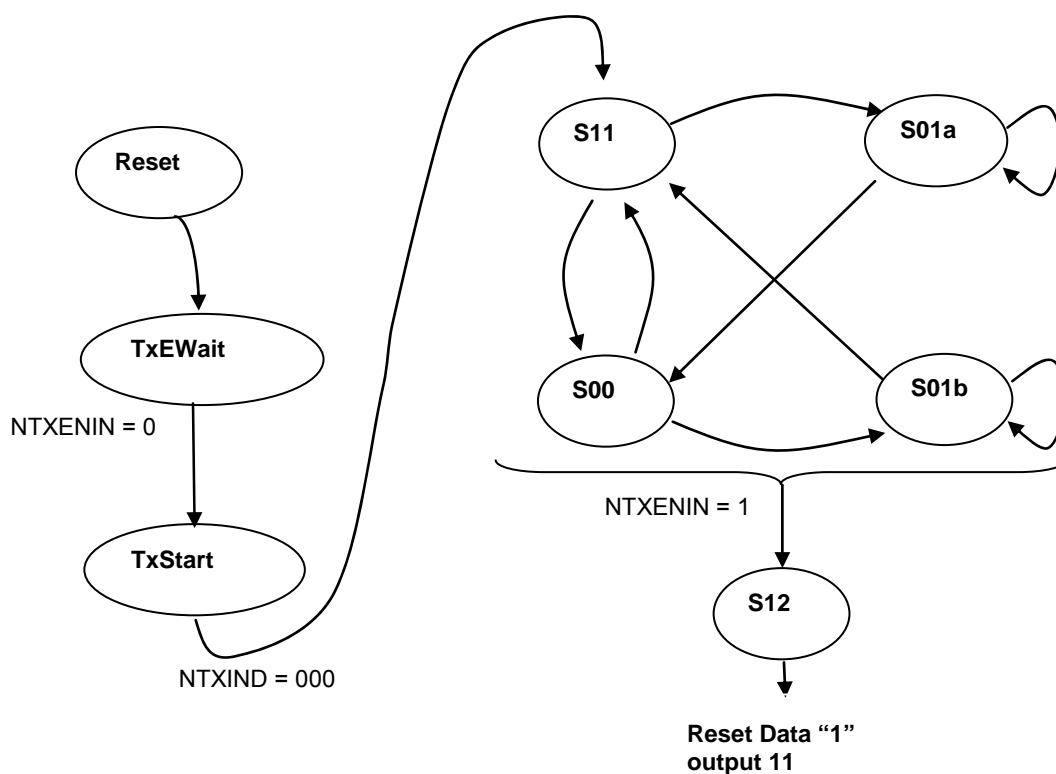 Reset
TxEWait
NTXENIN = 0
TxStart
NTXIND = 000
S11
S01a
S00
S01b
NTXENIN = 1
S12
Reset Data “1”
output 11